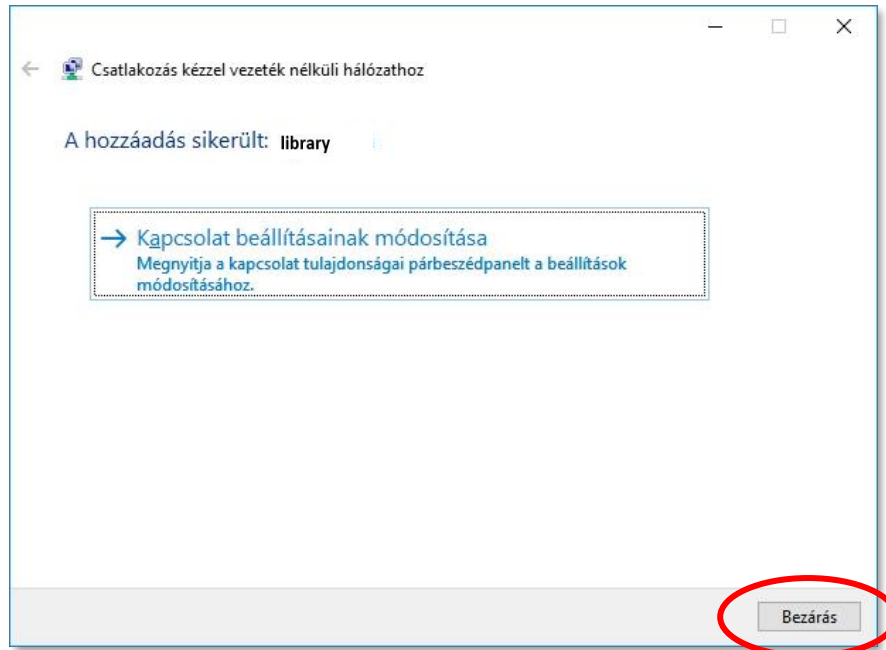 Csatlakozás kézzel vezeték nélküli hálózathoz
A hozzáadás sikerült: library
Kapcsolat beállításainak módosítása
Megnyitja a kapcsolat tulajdonságai párbeszédpanelt a beállítások
módosításához.
Bezárás